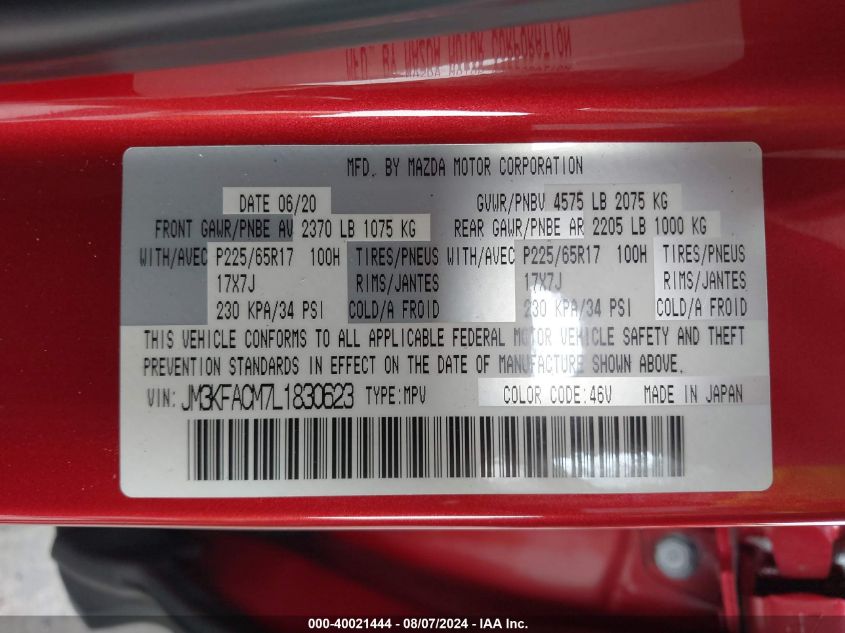 MFD. BY MAZDA MOTOR CORPORATION
MFD. BY MAZDA MOTOR CORPORATION
DATE 06/20 GVWR/PNBV 4575 LB 2075 KG
FRONT GAWR/PNBE AV 2370 LB 1075 KG REAR GAWR/PNBE AR 2205 LB 1000 KG
WITH/AVEC P225/65R17 100H TIRES/PNEUS WITH/AVEC P225/65R17 100H TIRES/PNEUS
17X7J RIMS/JANTES 17X7J RIMS/JANTES
230 KPA/34 PSI COLD/A FROID 230 KPA/34 PSI COLD/A FROID
THIS VEHICLE CONFORMS TO ALL APPLICABLE FEDERAL MOTOR VEHICLE SAFETY AND THEFT
PREVENTION STANDARDS IN EFFECT ON THE DATE OF MANUFACTURE SHOWN ABOVE.
VIN: JM3KFACM7L1830623 TYPE:MPV COLOR CODE:46V MADE IN JAPAN
000-40021444 - 08/07/2024 - IAA Inc.